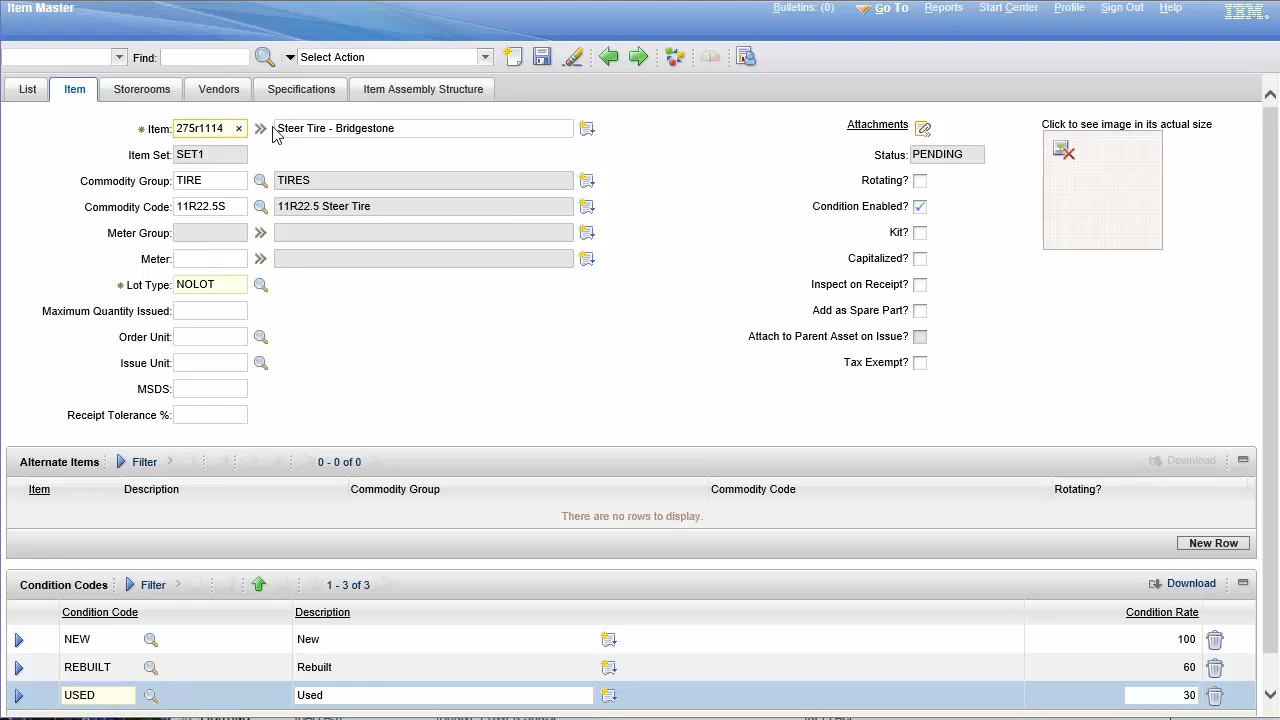 Item Master
Bulletins: (0) Go To Reports Start Center Profile Sign Out Help IBM.
Find: Select Action
List Item Storerooms Vendors Specifications Item Assembly Structure
* Item: 275r1114 × Steer Tire - Bridgestone
Attachments
Click to see image in its actual size
Item Set: SET1
Status: PENDING
Commodity Group: TIRE TIRES
Rotating?
Commodity Code: 11R22.5S 11R22.5 Steer Tire
Condition Enabled?
Meter Group:
Kit?
Meter:
Capitalized?
* Lot Type: NOLOT
Inspect on Receipt?
Maximum Quantity Issued:
Add as Spare Part?
Order Unit:
Attach to Parent Asset on Issue?
Issue Unit:
Tax Exempt?
MSDS:
Receipt Tolerance %:
Alternate Items Filter 0 - 0 of 0 Download
Item Description Commodity Group Commodity Code Rotating?
There are no rows to display.
New Row
Condition Codes Filter 1 - 3 of 3 Download
Condition Code Description Condition Rate
NEW New 100
REBUILT Rebuilt 60
USED Used 30